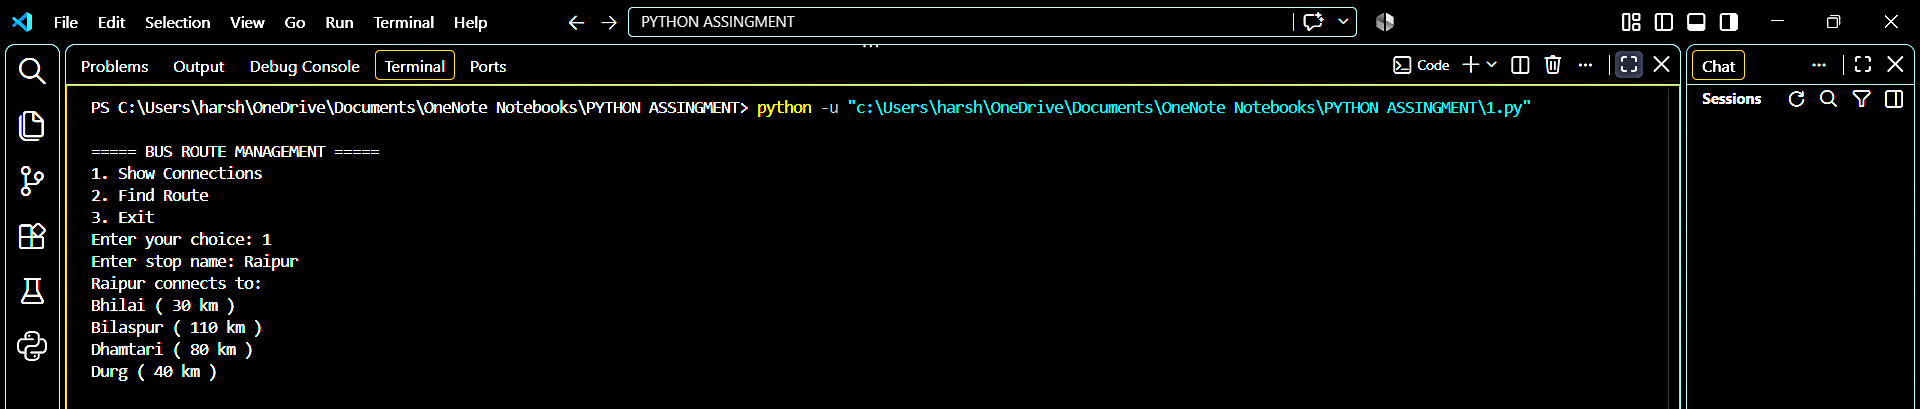 File Edit Selection View Go Run Terminal Help PYTHON ASSINGMENT
Problems Output Debug Console Terminal Ports Code Chat
Sessions
PS C:\Users\harsh\OneDrive\Documents\OneNote Notebooks\PYTHON ASSINGMENT> python -u "c:\Users\harsh\OneDrive\Documents\OneNote Notebooks\PYTHON ASSINGMENT\1.py"
===== BUS ROUTE MANAGEMENT =====
1. Show Connections
2. Find Route
3. Exit
Enter your choice: 1
Enter stop name: Raipur
Raipur connects to:
Bhilai ( 30 km )
Bilaspur ( 110 km )
Dhamtari ( 80 km )
Durg ( 40 km )